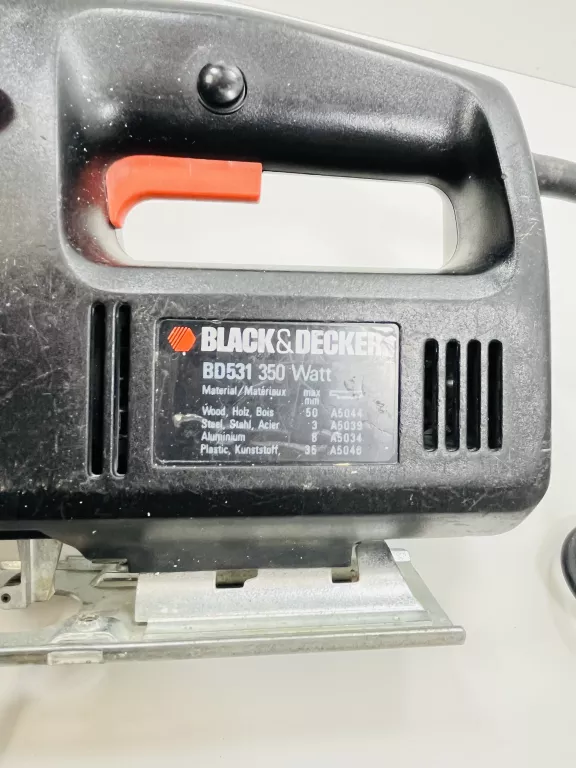 BLACK&DECKER
BD531 350 Watt
Material/Matériaux max mm
Wood, Holz, Bois 50 A5044
Steel, Stahl, Acier 3 A5039
Aluminium 8 A5034
Plastic, Kunststoff, 35 A5046